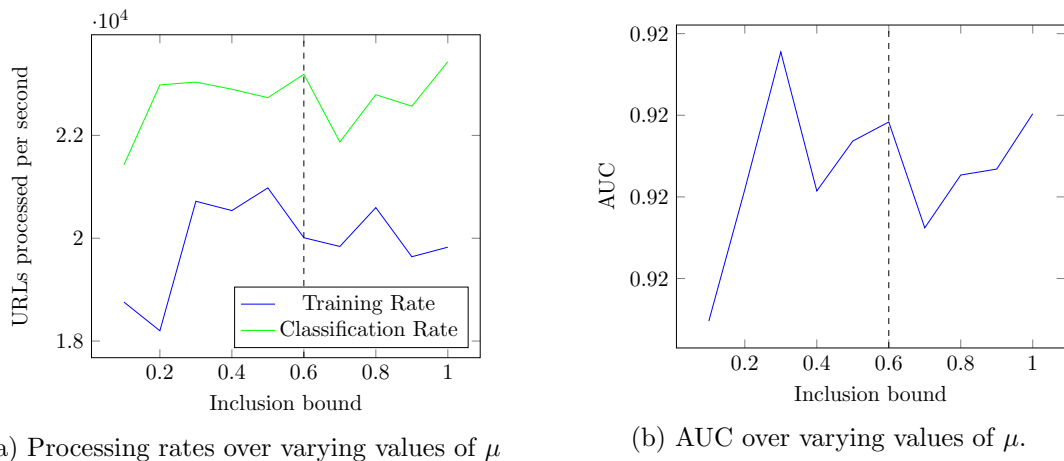 ·10⁴
2.2
2
1.8
URLs processed per second
0.2 0.4 0.6 0.8 1
Inclusion bound
Training Rate
Classification Rate
a) Processing rates over varying values of μ
0.92
0.92
0.92
0.92
AUC
0.2 0.4 0.6 0.8 1
Inclusion bound
(b) AUC over varying values of μ.